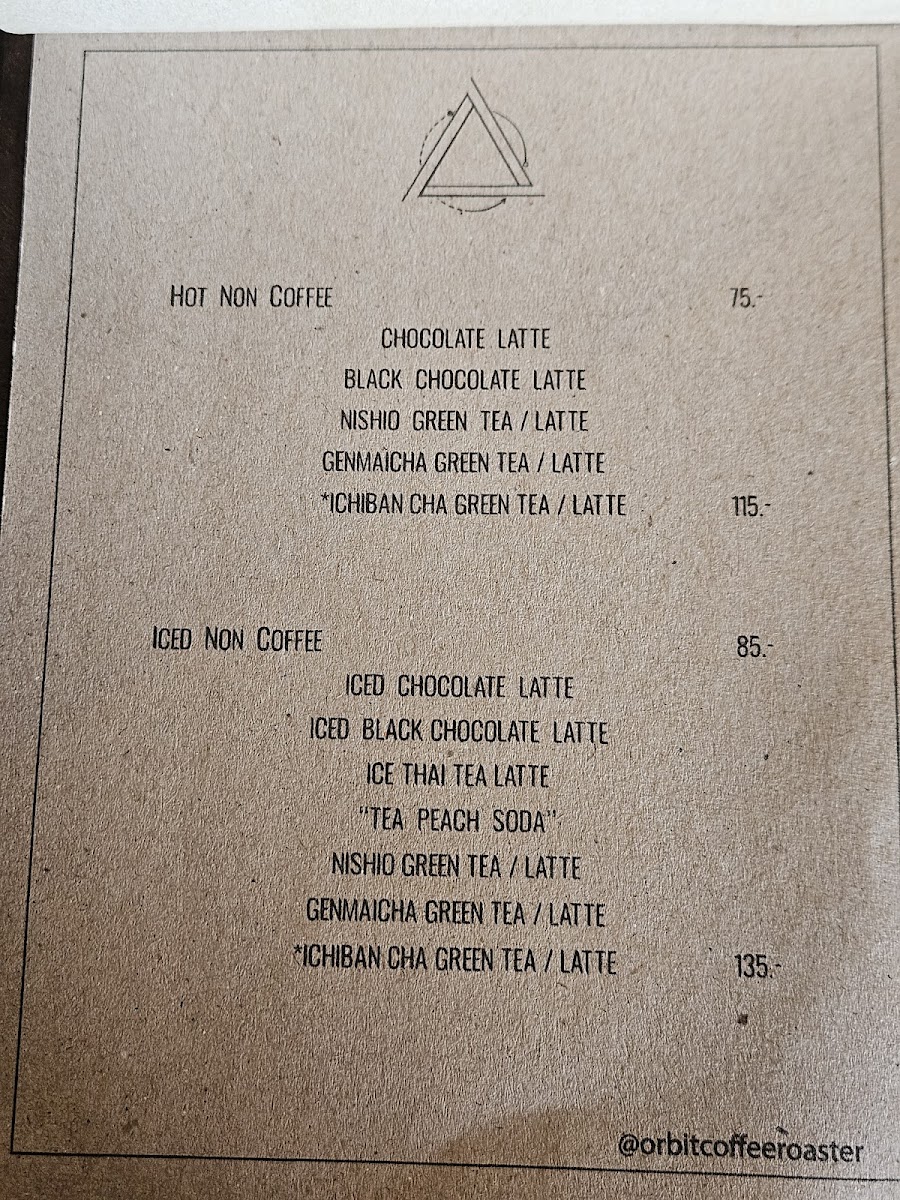 HOT NON COFFEE 75.-
CHOCOLATE LATTE
BLACK CHOCOLATE LATTE
NISHIO GREEN TEA / LATTE
GENMAICHA GREEN TEA / LATTE
*ICHIBAN CHA GREEN TEA / LATTE 115.-
ICED NON COFFEE 85.-
ICED CHOCOLATE LATTE
ICED BLACK CHOCOLATE LATTE
ICE THAI TEA LATTE
"TEA PEACH SODA"
NISHIO GREEN TEA / LATTE
GENMAICHA GREEN TEA / LATTE
*ICHIBAN CHA GREEN TEA / LATTE 135.-
@orbitcoffeeroaster